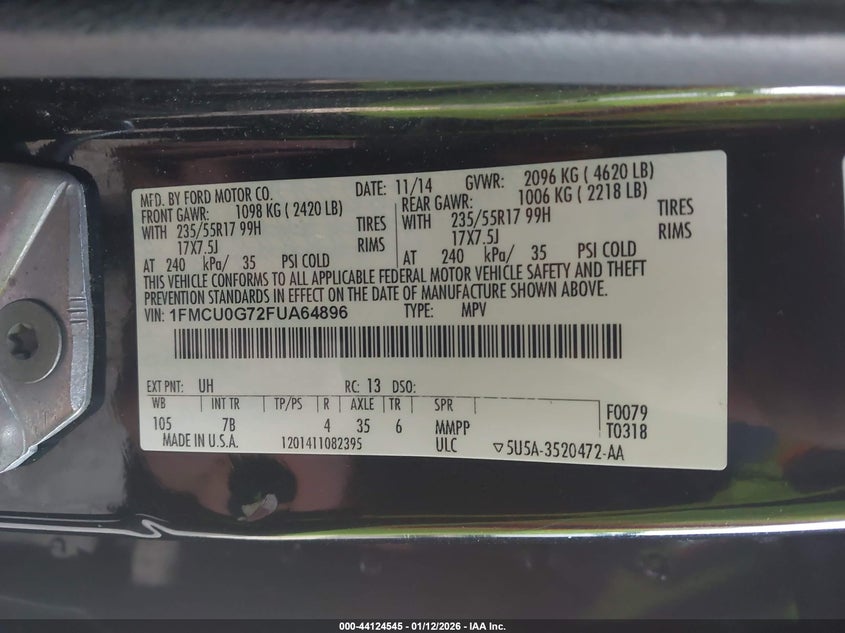 MFD. BY FORD MOTOR CO. DATE: 11/14 GVWR: 2096 KG ( 4620 LB)
FRONT GAWR: 1098 KG ( 2420 LB) REAR GAWR: 1006 KG ( 2218 LB)
WITH 235/55R17 99H TIRES WITH 235/55R17 99H TIRES
17X7.5J RIMS 17X7.5J RIMS
AT 240 kPa/ 35 PSI COLD AT 240 kPa/ 35 PSI COLD
THIS VEHICLE CONFORMS TO ALL APPLICABLE FEDERAL MOTOR VEHICLE SAFETY AND THEFT
PREVENTION STANDARDS IN EFFECT ON THE DATE OF MANUFACTURE SHOWN ABOVE.
VIN: 1FMCU0G72FUA64896 TYPE: MPV
EXT PNT: UH RC: 13 DSO:
WB INT TR TP/PS R AXLE TR SPR
105 7B 4 35 6 MMPP
F0079
T0318
MADE IN U.S.A. 1201411082395 ULC ▽5U5A-3520472-AA
000-44124545 - 01/12/2026 - IAA Inc.